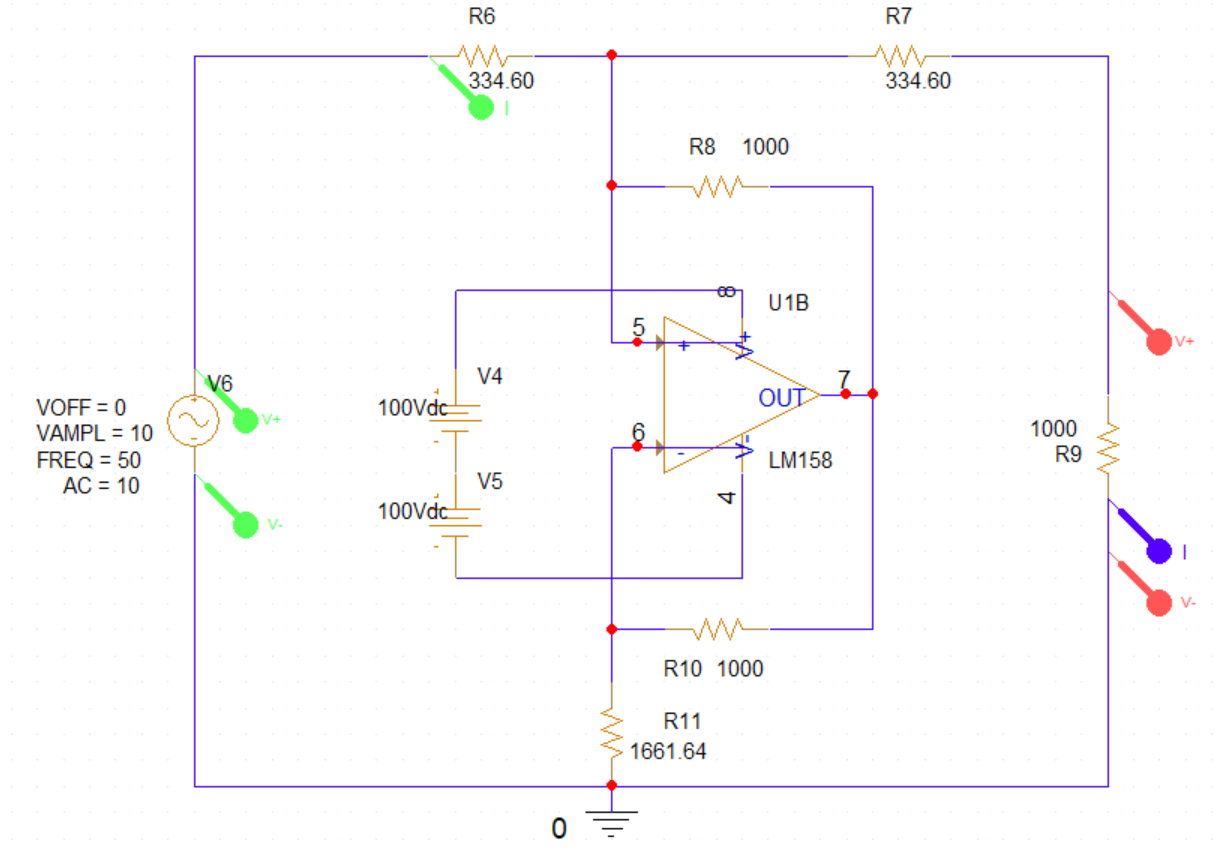 R6
334.60
I
R7
334.60
R8 1000
8
U1B
5
+
V+
V4
100Vdc
V6
V+
VOFF = 0
VAMPL = 10
FREQ = 50
AC = 10
OUT
7
V+
6
-
V-
LM158
1000
R9
V5
100Vdc
4
V-
I
V-
R10 1000
R11
1661.64
0